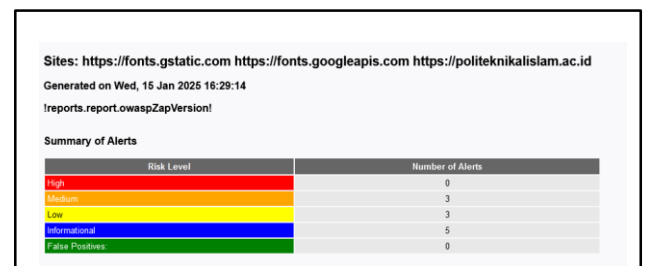 Sites: https://fonts.gstatic.com https://fonts.googleapis.com https://politeknikalislam.ac.id
Generated on Wed, 15 Jan 2025 16:29:14
!reports.report.owaspZapVersion!
Summary of Alerts
Risk Level Number of Alerts
High 0
Medium 3
Low 3
Informational 5
False Positives: 0